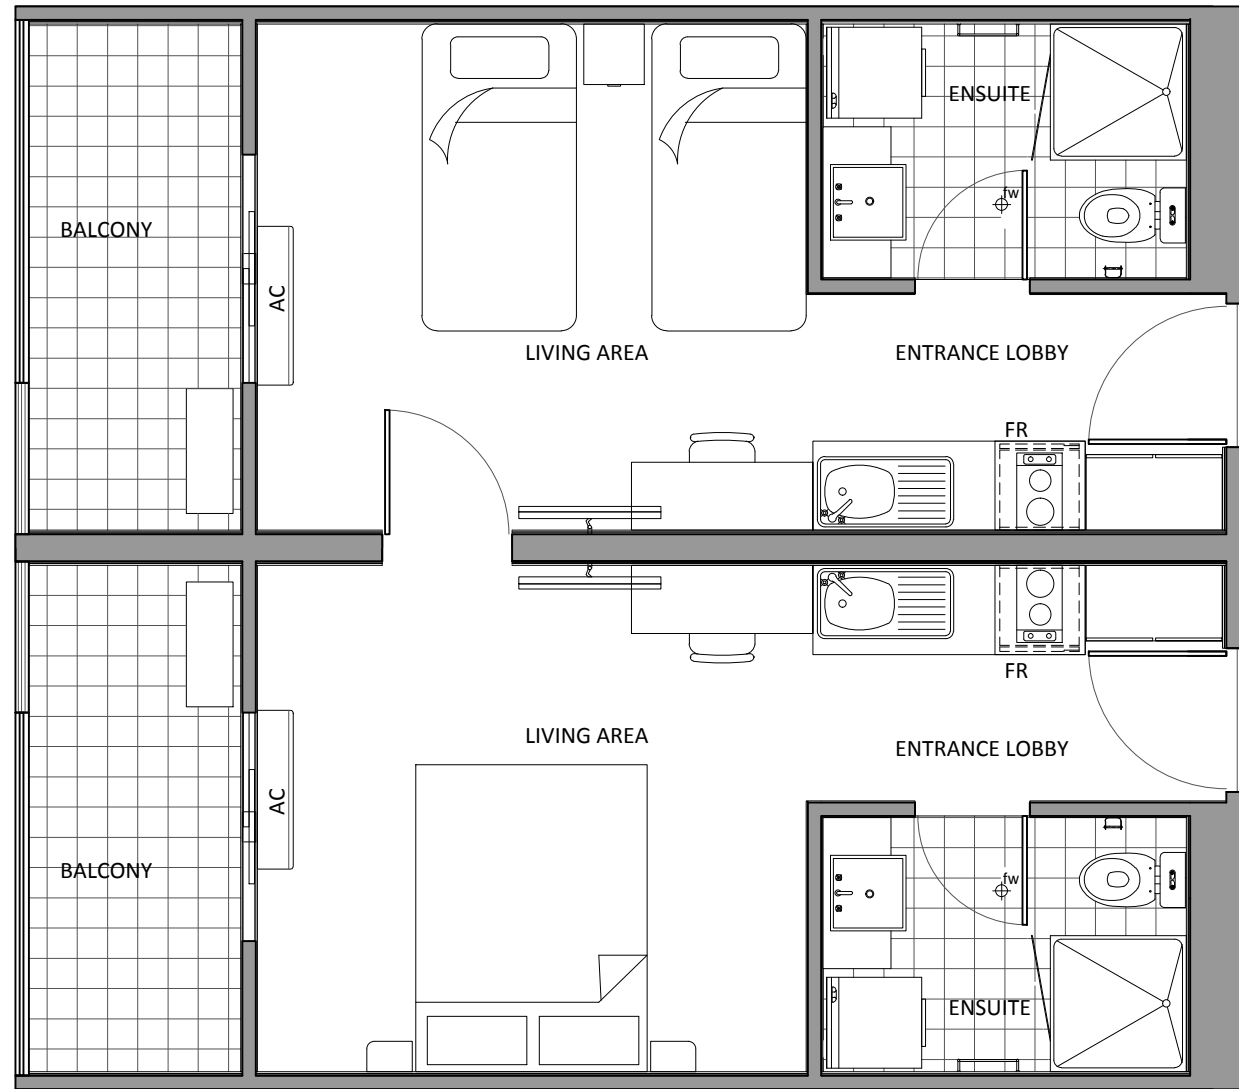 ENSUITE
fw
BALCONY
AC
LIVING AREA
ENTRANCE LOBBY
FR
FR
LIVING AREA
ENTRANCE LOBBY
AC
BALCONY
fw
ENSUITE